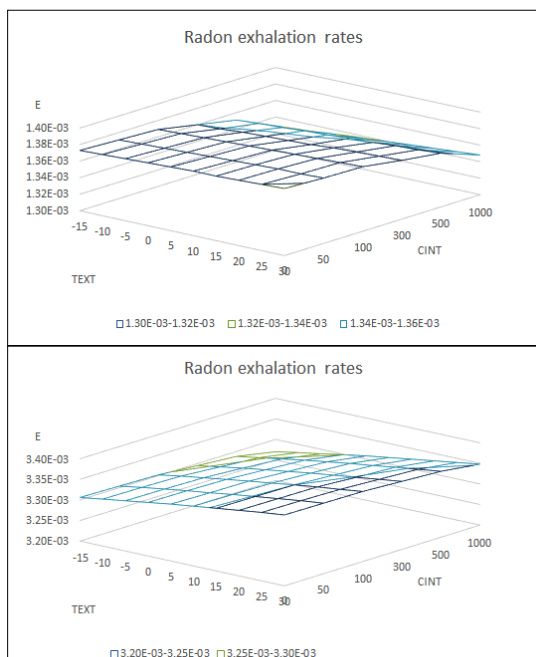 Radon exhalation rates
E
1.40E-03
1.38E-03
1.36E-03
1.34E-03
1.32E-03
1.30E-03
-15
-10
-5
0
5
10
15
20
25
30
0
50
100
300
500
1000
TEXT
CINT
1.30E-03-1.32E-03 1.32E-03-1.34E-03 1.34E-03-1.36E-03
Radon exhalation rates
E
3.40E-03
3.35E-03
3.30E-03
3.25E-03
3.20E-03
-15
-10
-5
0
5
10
15
20
25
30
0
50
100
300
500
1000
TEXT
CINT
3.20E-03-3.25E-03 3.25E-03-3.30E-03